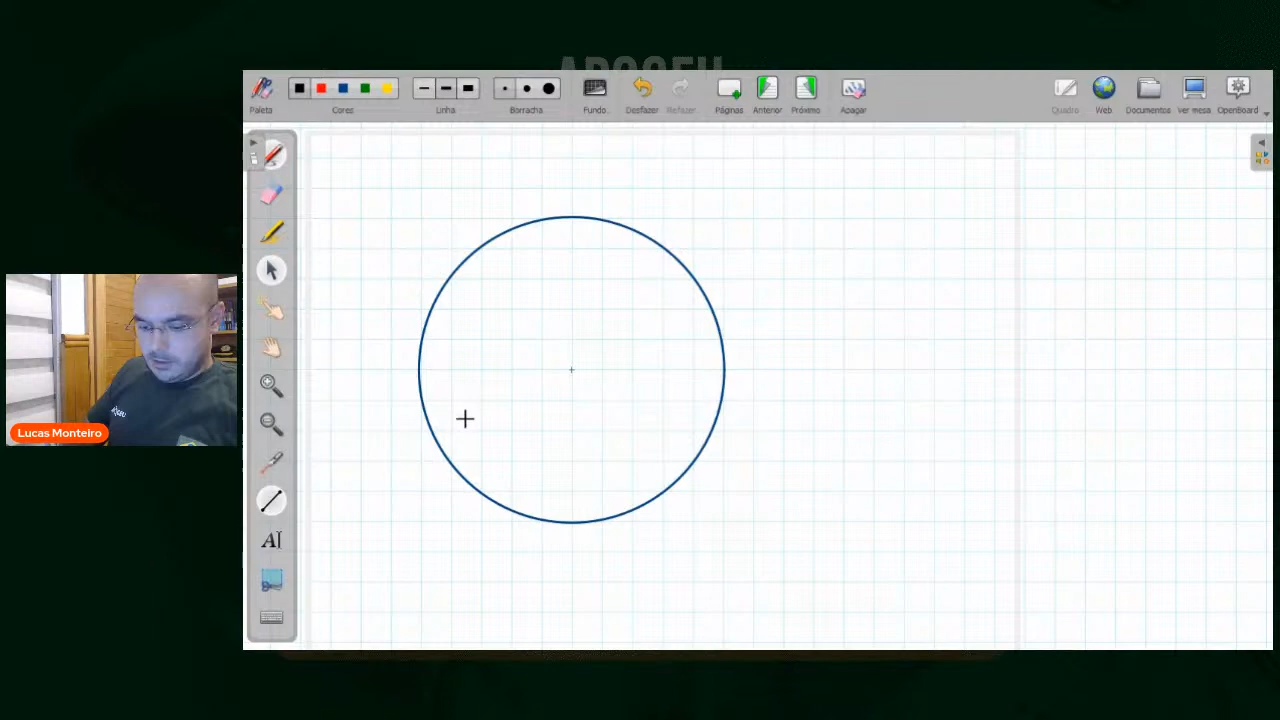 Paleta
Cores
Linha
Borracha
Fundo
Desfazer
Refazer
Páginas
Anterior
Próximo
Apagar
Quadro
Web
Documentos
Ver mesa
OpenBoard
AI
Lucas Monteiro